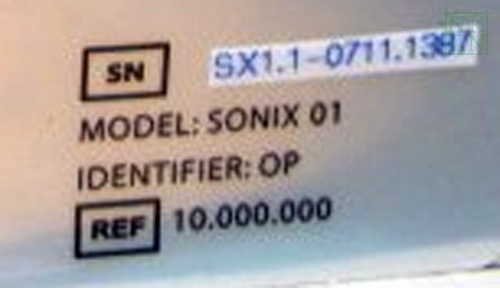 SN SX1.1-0711.1387
MODEL: SONIX 01
IDENTIFIER: OP
REF 10.000.000